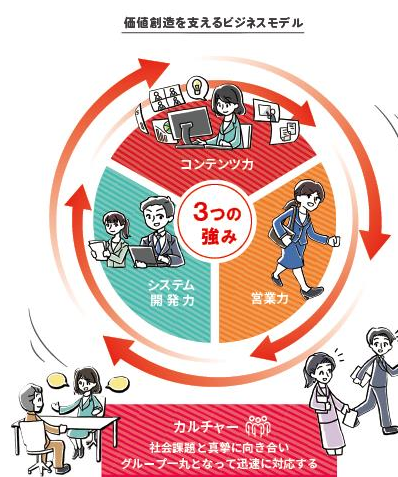 価値創造を支えるビジネスモデル
コンテンツ力
3つの
強み
システム
開発力
営業力
カルチャー
社会課題と真摯に向き合い
グループ一丸となって迅速に対応する